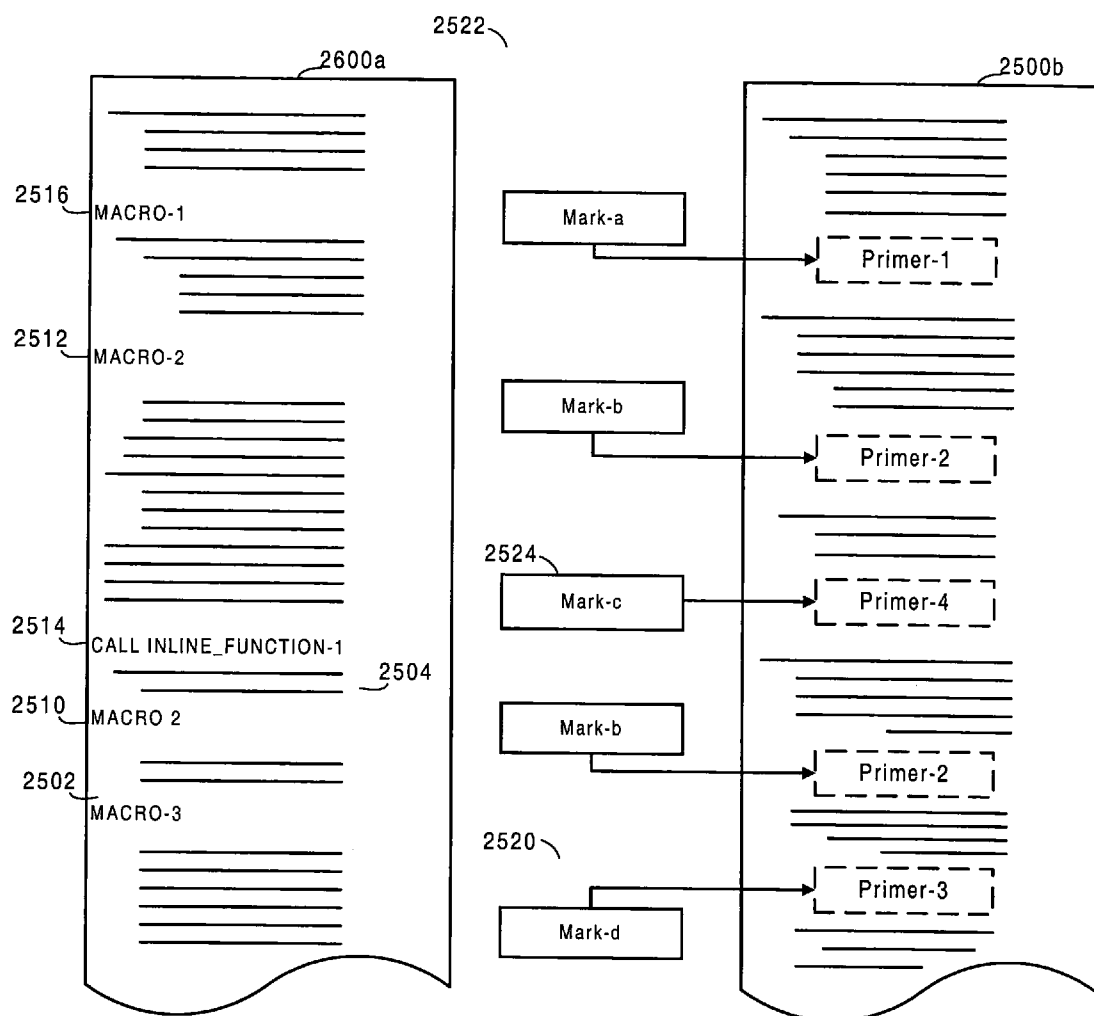 2522
2600a
2500b
2516
MACRO-1
Mark-a
Primer-1
2512
MACRO-2
Mark-b
Primer-2
2524
Mark-c
Primer-4
2514
CALL INLINE_FUNCTION-1
2504
2510
MACRO 2
Mark-b
Primer-2
2502
MACRO-3
2520
Primer-3
Mark-d